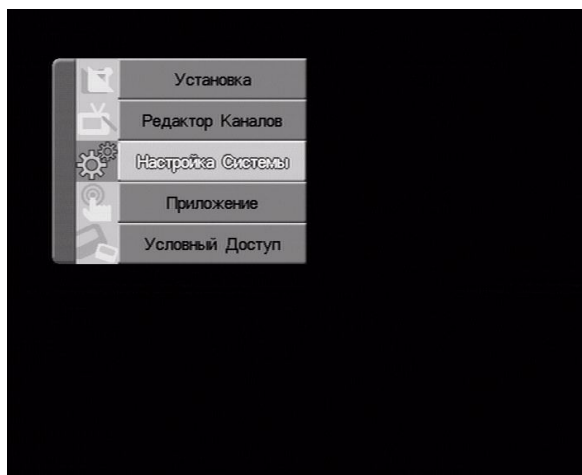 Установка
Редактор Каналов
Настройка Системы
Приложение
Условный Доступ